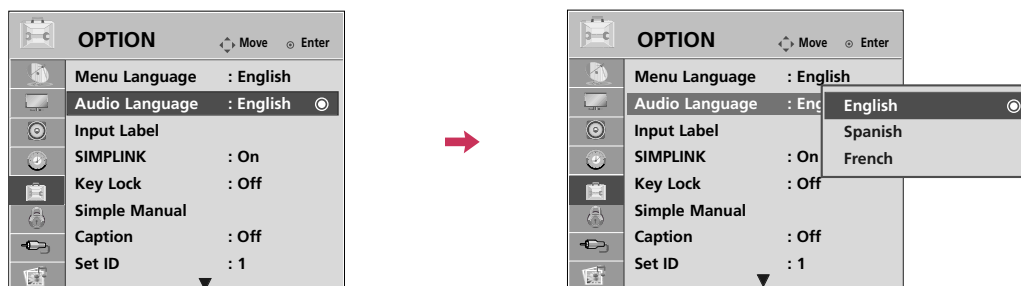 OPTION
Move
Enter
Menu Language : English
Audio Language : English
Input Label
SIMPLINK : On
Key Lock : Off
Simple Manual
Caption : Off
Set ID : 1
OPTION
Move
Enter
Menu Language : English
Audio Language : Eng
Input Label
SIMPLINK : On
Key Lock : Off
Simple Manual
Caption : Off
Set ID : 1
English
Spanish
French